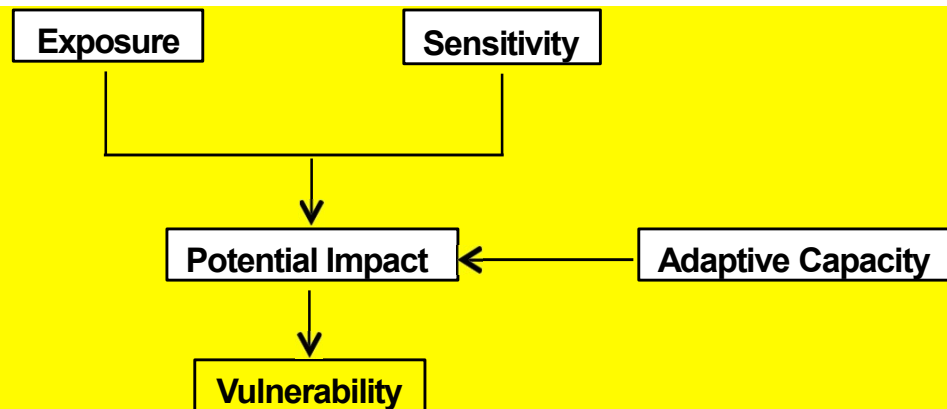 Exposure
Sensitivity
Potential Impact
Adaptive Capacity
Vulnerability